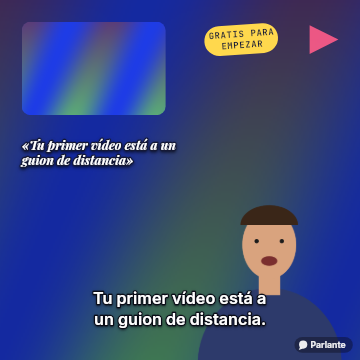 GRATIS PARA
EMPEZAR
«Tu primer vídeo está a un
guion de distancia»
Tu primer vídeo está a
un guion de distancia.
Parlante